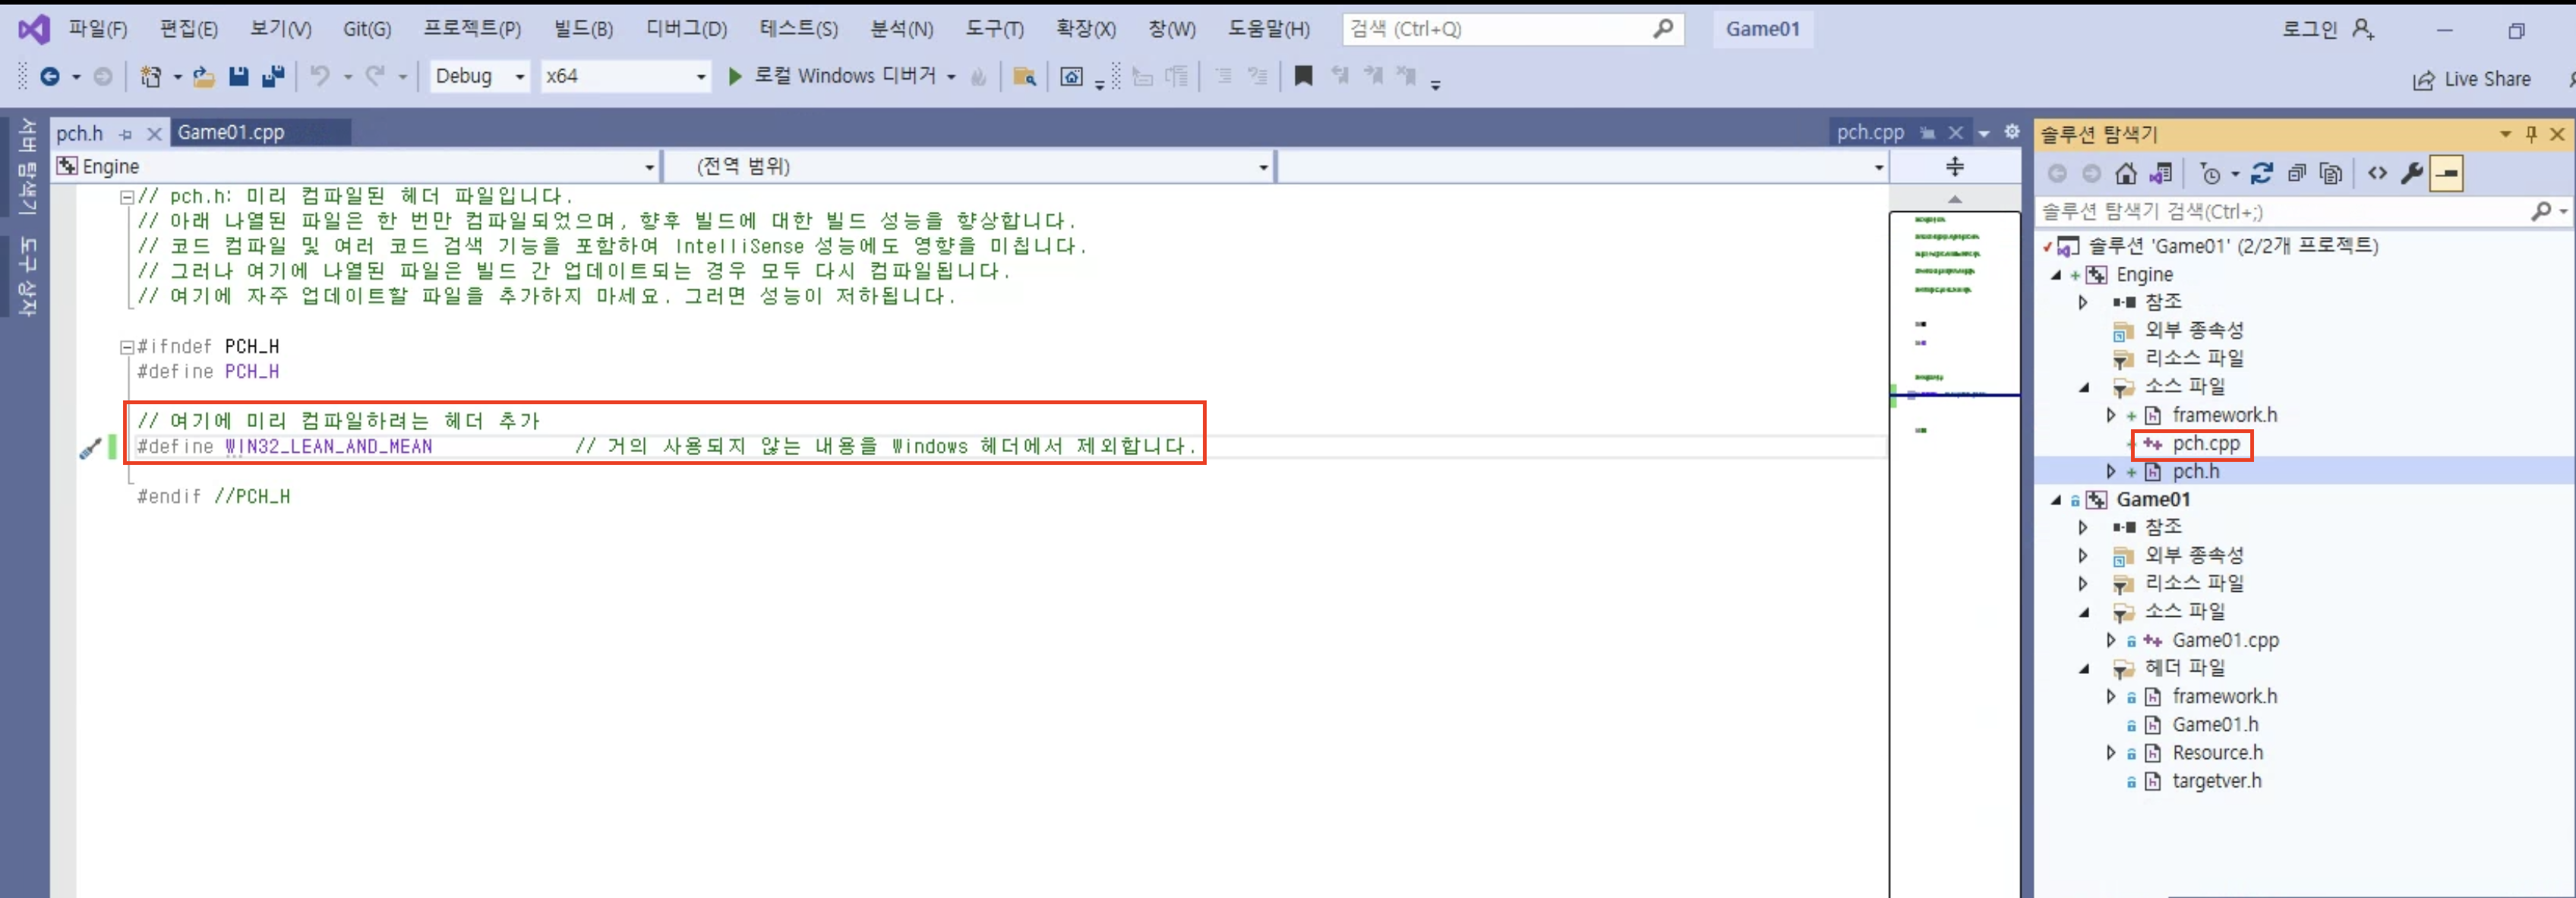 파일(F) 편집(E) 보기(V) Git(G) 프로젝트(P) 빌드(B) 디버그(D) 테스트(S) 분석(N) 도구(T) 확장(X) 창(W) 도움말(H) 검색 (Ctrl+Q) Game01 로그인
Debug x64 로컬 Windows 디버거 Live Share
서버 탐색기
도구 상자
pch.h Game01.cpp pch.cpp
Engine (전역 범위)
// pch.h: 미리 컴파일된 헤더 파일입니다.
// 아래 나열된 파일은 한 번만 컴파일되었으며, 향후 빌드에 대한 빌드 성능을 향상합니다.
// 코드 컴파일 및 여러 코드 검색 기능을 포함하여 IntelliSense 성능에도 영향을 미칩니다.
// 그러나 여기에 나열된 파일은 빌드 간 업데이트되는 경우 모두 다시 컴파일됩니다.
// 여기에 자주 업데이트할 파일을 추가하지 마세요. 그러면 성능이 저하됩니다.
#ifndef PCH_H
#define PCH_H
// 여기에 미리 컴파일하려는 헤더 추가
#define WIN32_LEAN_AND_MEAN // 거의 사용되지 않는 내용을 Windows 헤더에서 제외합니다.
#endif //PCH_H
솔루션 탐색기
솔루션 탐색기 검색(Ctrl+;)
솔루션 'Game01' (2/2개 프로젝트)
Engine
참조
외부 종속성
리소스 파일
소스 파일
framework.h
pch.cpp
pch.h
Game01
참조
외부 종속성
리소스 파일
소스 파일
Game01.cpp
헤더 파일
framework.h
Game01.h
Resource.h
targetver.h